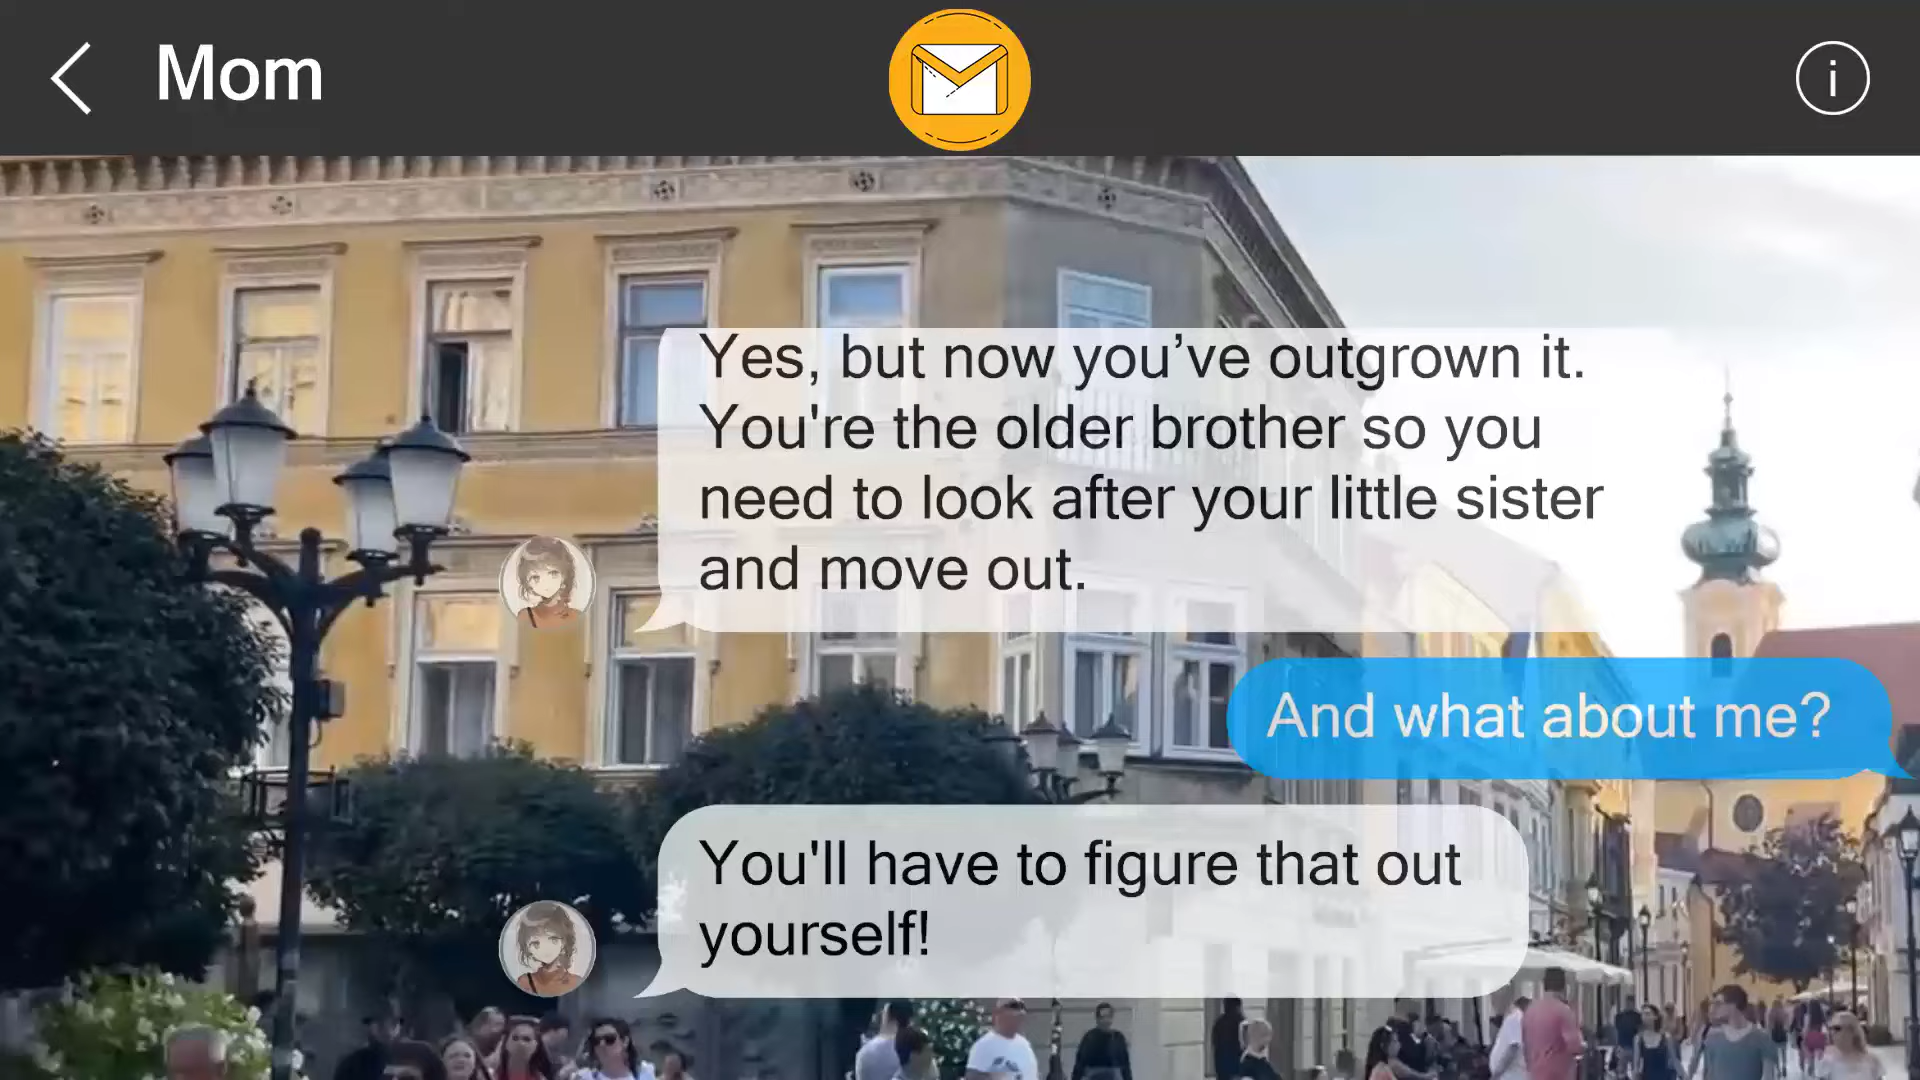 Mom
Yes, but now you’ve outgrown it.
You're the older brother so you
need to look after your little sister
and move out.
And what about me?
You'll have to figure that out
yourself!